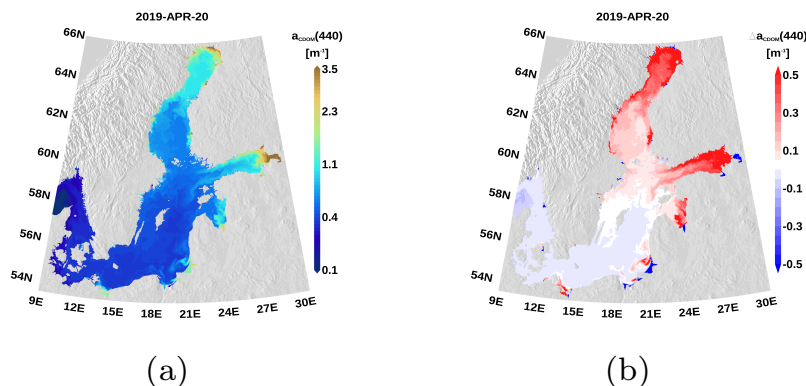 2019-APR-20
a_CDOM(440)
[m⁻¹]
66N
64N
62N
60N
58N
56N
54N
9E
12E
15E
18E
21E
24E
27E
30E
3.5
2.3
1.1
0.4
0.1
(a)
2019-APR-20
△a_CDOM(440)
[m⁻¹]
66N
64N
62N
60N
58N
56N
54N
9E
12E
15E
18E
21E
24E
27E
30E
0.5
0.3
0.1
-0.1
-0.3
-0.5
(b)